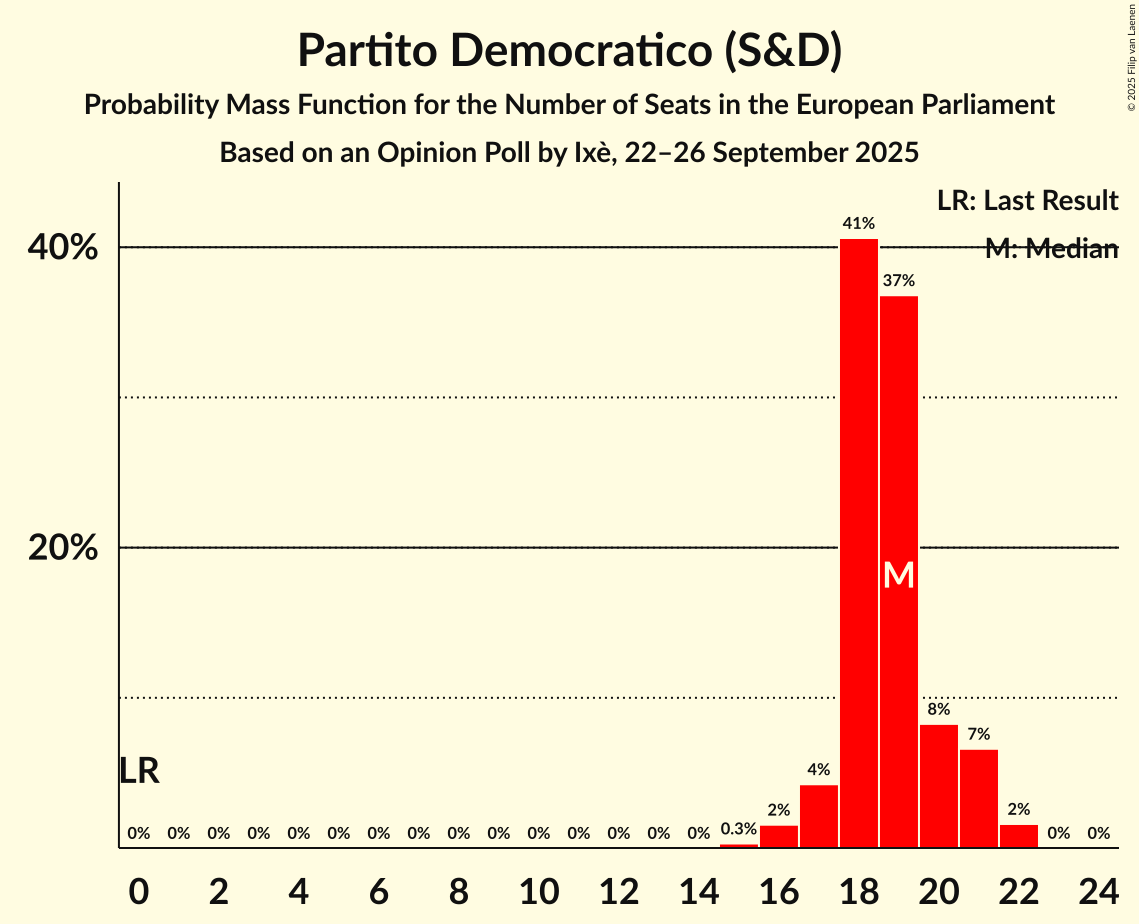 Partito Democratico (S&D)
Probability Mass Function for the Number of Seats in the European Parliament
Based on an Opinion Poll by Ixè, 22–26 September 2025
© 2025 Filip van Laenen
LR: Last Result
M: Median
40%
20%
41%
37%
M
8%
7%
4%
2%
2%
0.3%
LR
0% 0% 0% 0% 0% 0% 0% 0% 0% 0% 0% 0% 0% 0% 0% 0% 0%
0 2 4 6 8 10 12 14 16 18 20 22 24